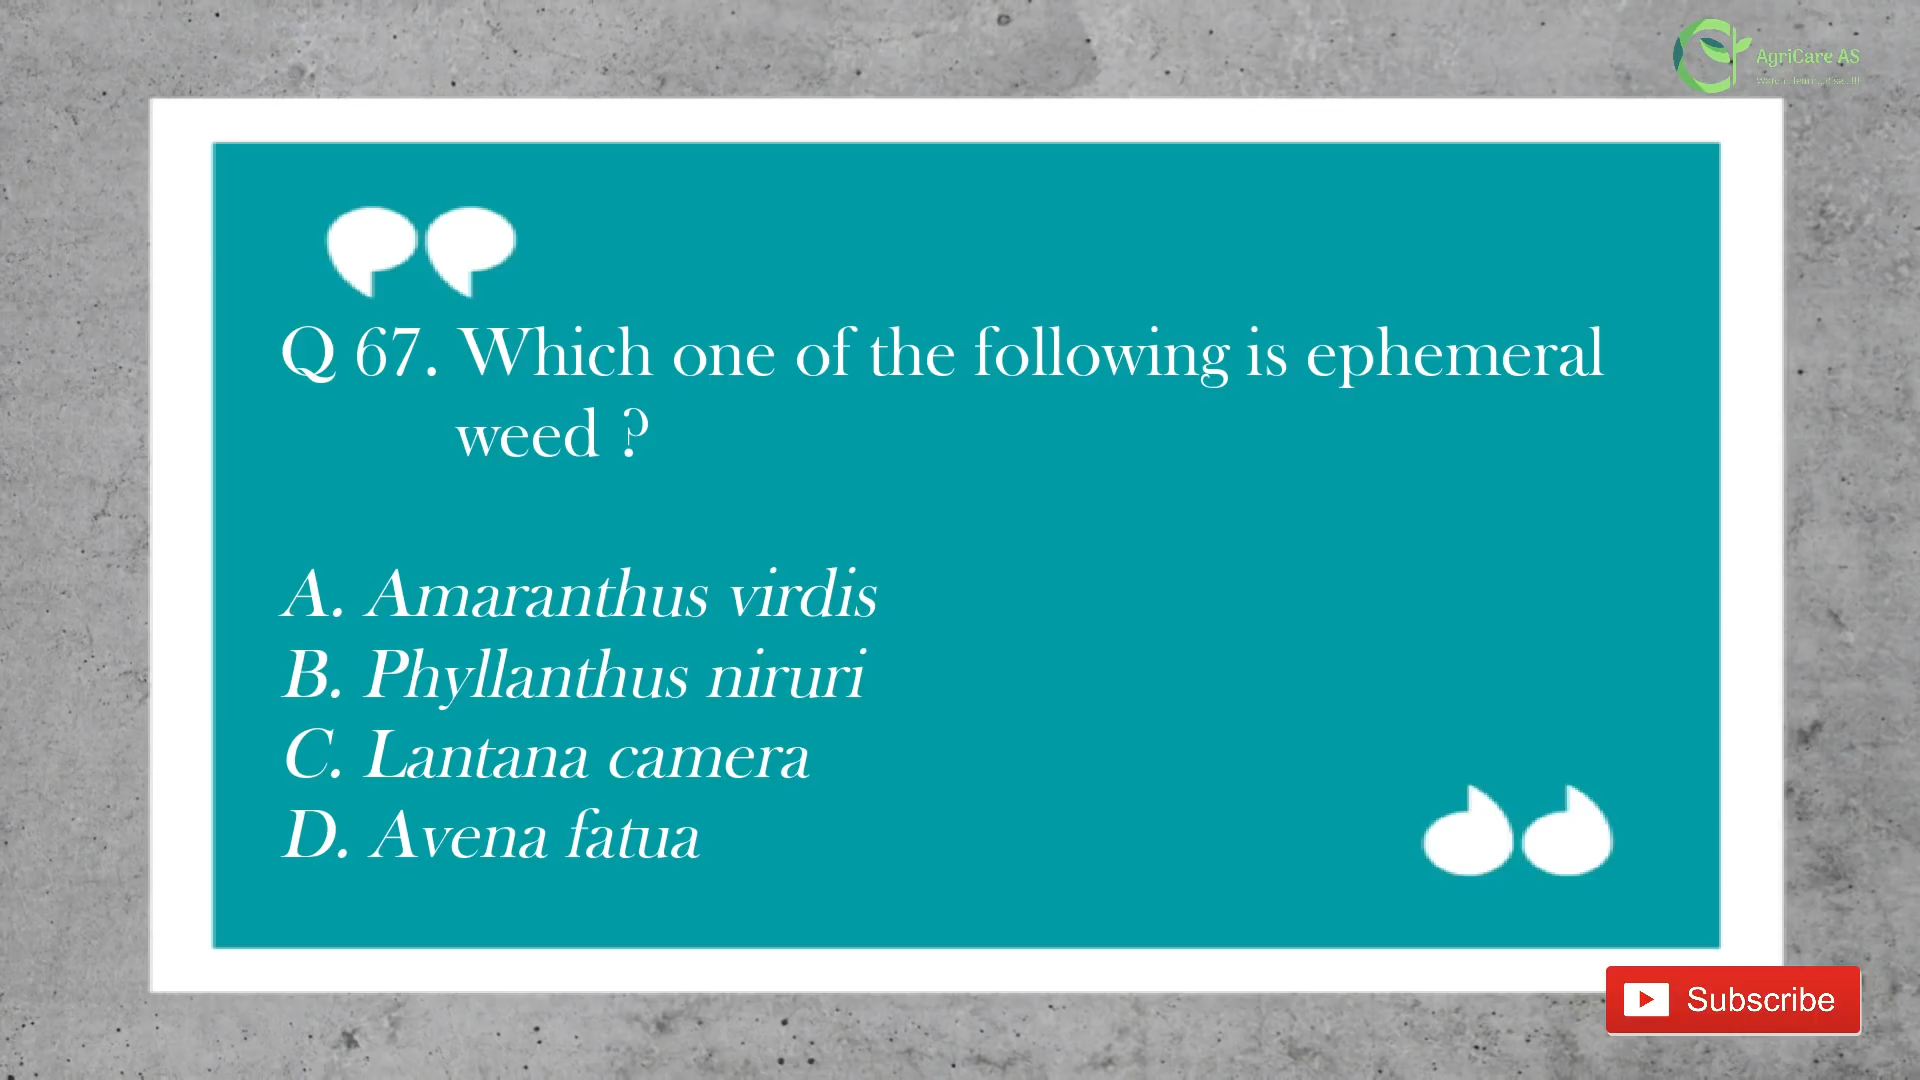 AgriCare AS
Q 67. Which one of the following is ephemeral
weed ?
A. Amaranthus virdis
B. Phyllanthus niruri
C. Lantana camera
D. Avena fatua
Subscribe